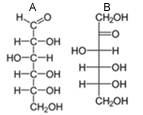 A B
H O CH₂OH
H OH O
HO H HO H
H OH H OH
H OH H OH
CH₂OH CH₂OH